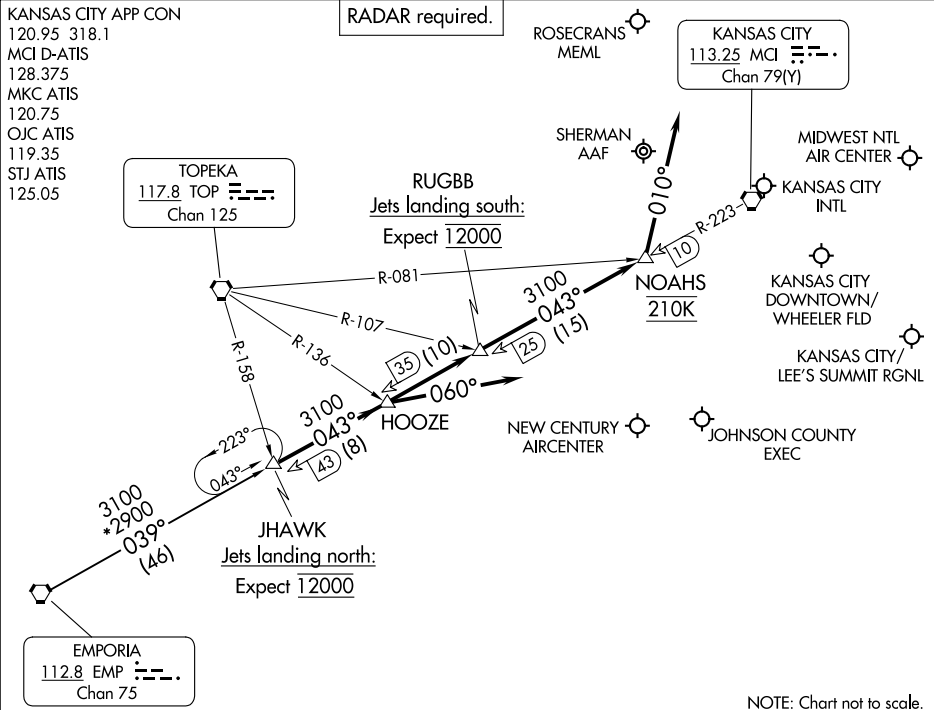 KANSAS CITY APP CON
120.95 318.1
MCI D-ATIS
128.375
MKC ATIS
120.75
OJC ATIS
119.35
STJ ATIS
125.05
RADAR required.
ROSECRANS
MEML
KANSAS CITY
113.25 MCI
Chan 79(Y)
SHERMAN
AAF
MIDWEST NTL
AIR CENTER
KANSAS CITY
INTL
TOPEKA
117.8 TOP
Chan 125
RUGBB
Jets landing south:
Expect 12000
010°
R-223
10
NOAHS
210K
KANSAS CITY
DOWNTOWN/
WHEELER FLD
KANSAS CITY/
LEE'S SUMMIT RGNL
R-081
R-107
R-136
R-158
3100
043°
(15)
25
35
(10)
060°
HOOZE
3100
043°
(8)
43
NEW CENTURY
AIRCENTER
JOHNSON COUNTY
EXEC
223°
043°
3100
*2900
039°
(46)
JHAWK
Jets landing north:
Expect 12000
EMPORIA
112.8 EMP
Chan 75
NOTE: Chart not to scale.